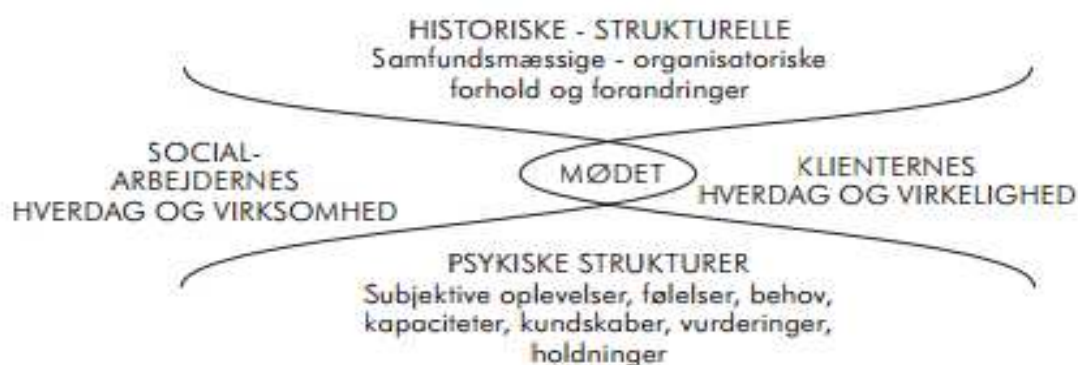 HISTORISKE - STRUKTURELLE
Samfundsmæssige - organisatoriske
forhold og forandringer
SOCIAL-
ARBEJDERNES
HVERDAG OG VIRKSOMHED
MØDET
KLIENTERNES
HVERDAG OG VIRKELIGHED
PSYKISKE STRUKTURER
Subjektive oplevelser, følelser, behov,
kapaciteter, kundskaber, vurderinger,
holdninger